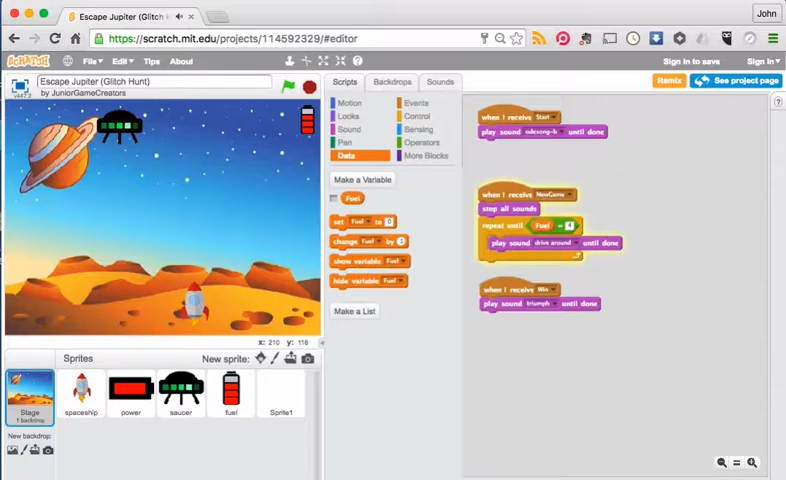 Escape Jupiter (Glitch H
John
https://scratch.mit.edu/projects/114592329/#editor
SCRATCH
File
Edit
Tips
About
Sign in to save
Sign in
v447.2
Escape Jupiter (Glitch Hunt)
by JuniorGameCreators
Scripts
Backdrops
Sounds
Remix
See project page
Motion
Looks
Sound
Pen
Data
Events
Control
Sensing
Operators
More Blocks
Make a Variable
Fuel
set Fuel to 0
change Fuel by 1
show variable Fuel
hide variable Fuel
Make a List
when I receive Start
play sound odesong-b until done
when I receive NewGame
stop all sounds
repeat until Fuel = 4
play sound drive around until done
when I receive Win
play sound triumph until done
x: 210 y: 118
Sprites
New sprite:
Stage
1 backdrop
New backdrop:
spaceship
power
saucer
fuel
Sprite1